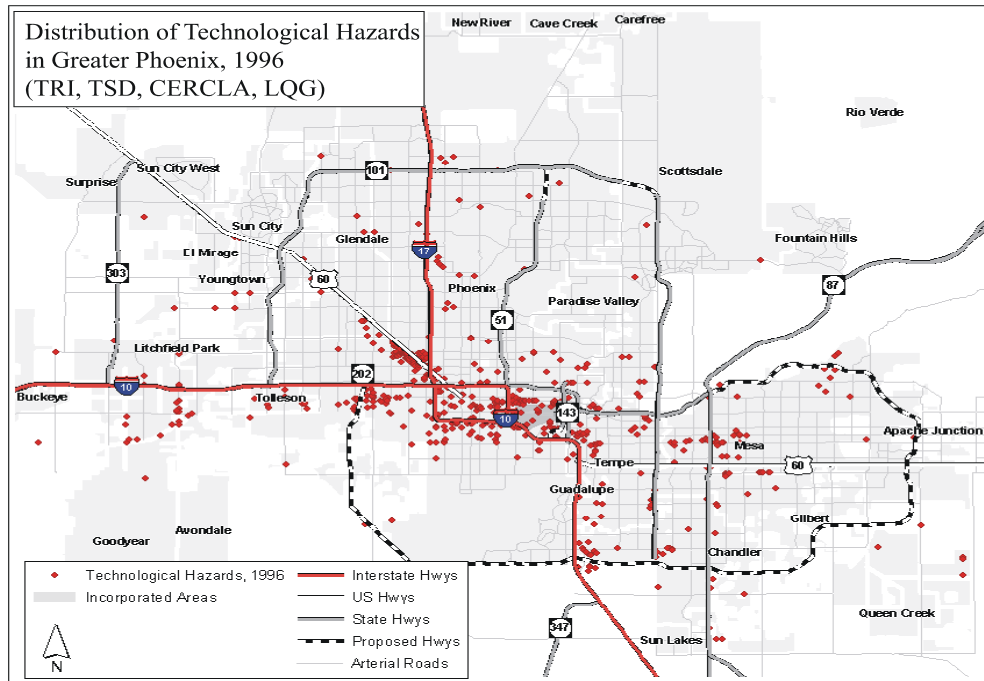 Distribution of Technological Hazards
in Greater Phoenix, 1996
(TRI, TSD, CERCLA, LQG)
New River
Cave Creek
Carefree
Rio Verde
Sun City West
101
Scottsdale
Surprise
Sun City
Glendale
Fountain Hills
El Mirage
17
303
Youngtown
60
87
Phoenix
Paradise Valley
51
Litchfield Park
202
10
Buckeye
Tolleson
143
10
Apache Junction
Mesa
Tempe
60
Guadalupe
Gilbert
Avondale
Goodyear
Chandler
Queen Creek
347
Sun Lakes
Technological Hazards, 1996
Incorporated Areas
N
Interstate Hwys
US Hwys
State Hwys
Proposed Hwys
Arterial Roads